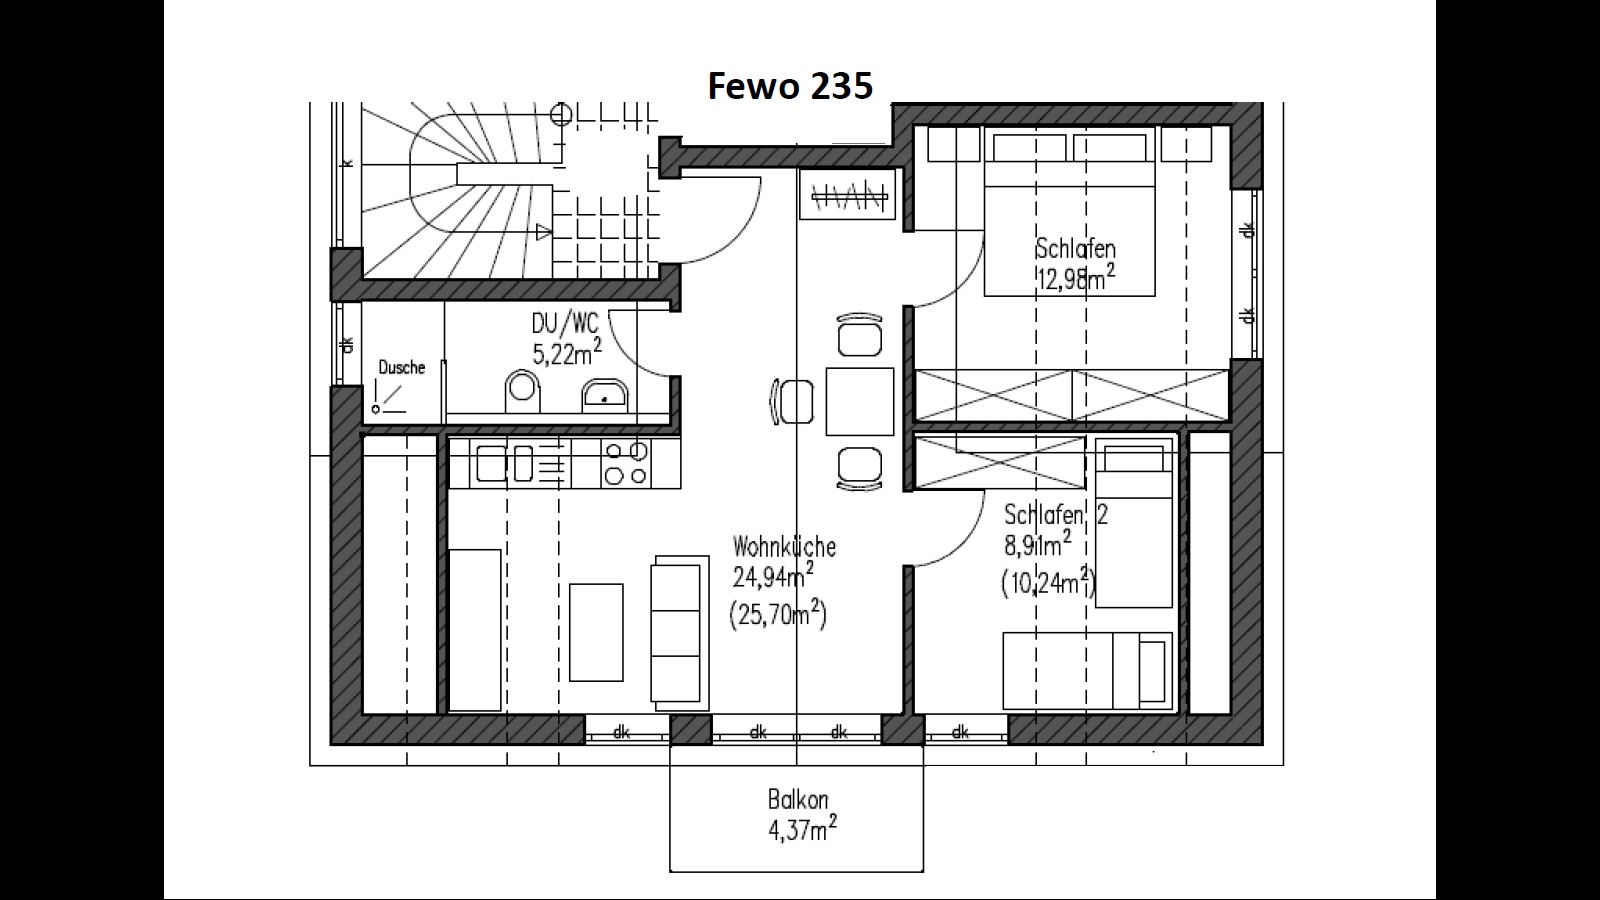 Fewo 235
dk
Schlafen
12,98m²
dk
dk
DU/WC
5,22m²
dk
Dusche
Schlafen 2
8,91m²
(10,24m²)
Wohnküche
24,94m²
(25,70m²)
dk
dk
dk
dk
Balkon
4,37m²